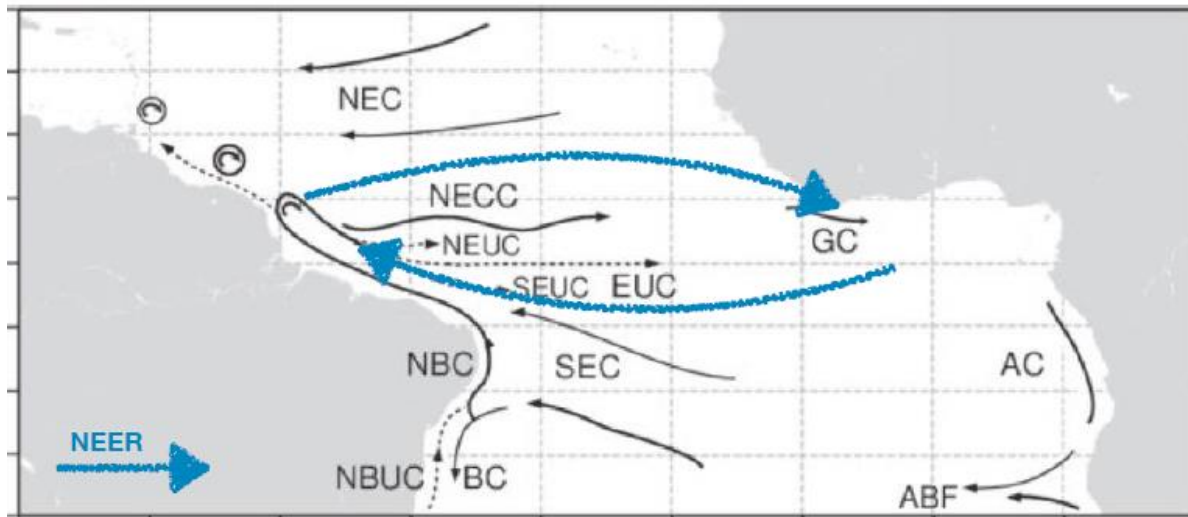 NEC
NECC
NEUC
GC
SEUC EUC
NBC SEC AC
NEER
NBUC BC ABF